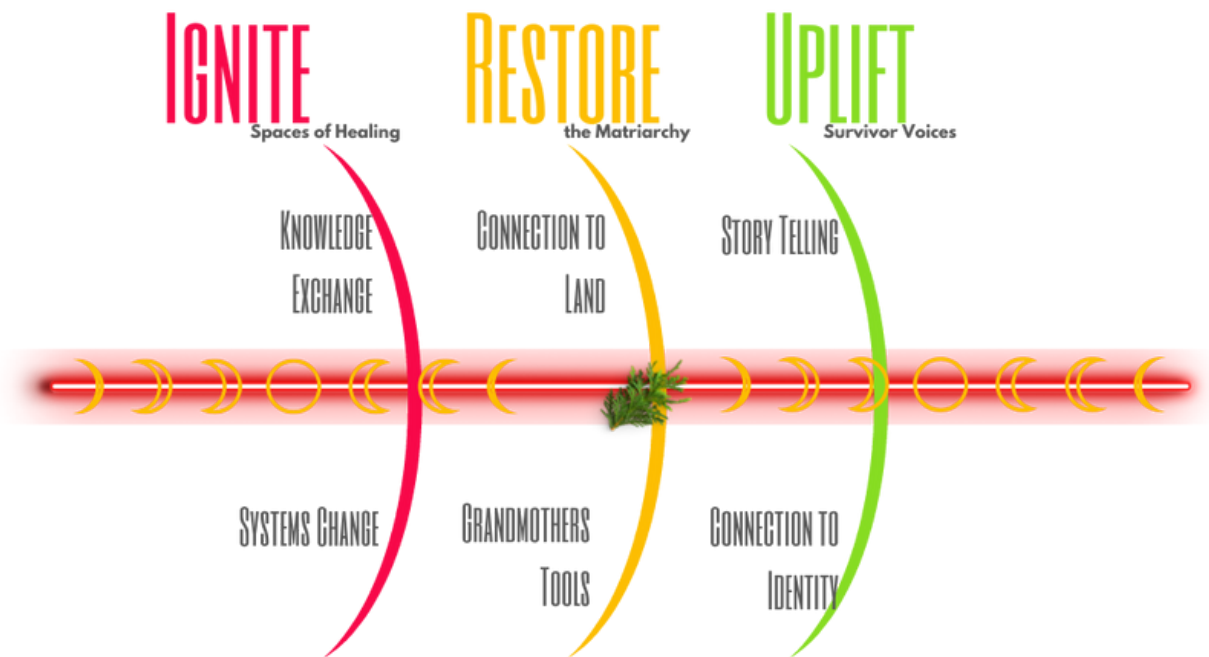 IGNITE
Spaces of Healing
KNOWLEDGE
EXCHANGE
SYSTEMS CHANGE
RESTORE
the Matriarchy
CONNECTION TO
LAND
GRANDMOTHERS
TOOLS
UPLIFT
Survivor Voices
STORY TELLING
CONNECTION TO
IDENTITY